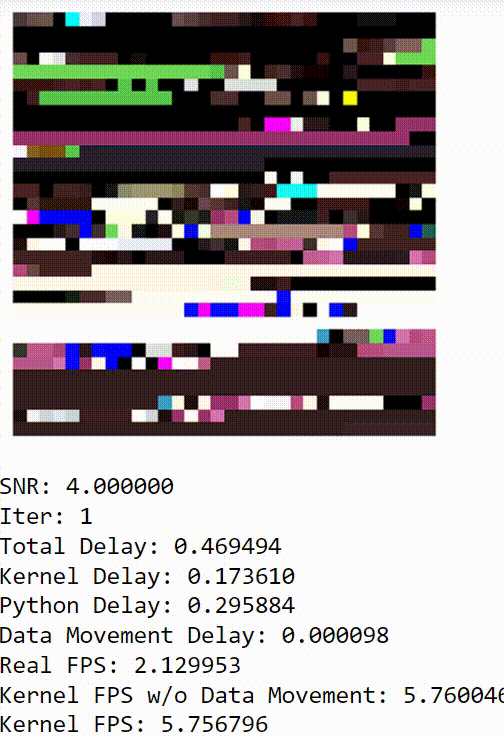 SNR: 4.000000
Iter: 1
Total Delay: 0.469494
Kernel Delay: 0.173610
Python Delay: 0.295884
Data Movement Delay: 0.000098
Real FPS: 2.129953
Kernel FPS w/o Data Movement: 5.760046
Kernel FPS: 5.756796